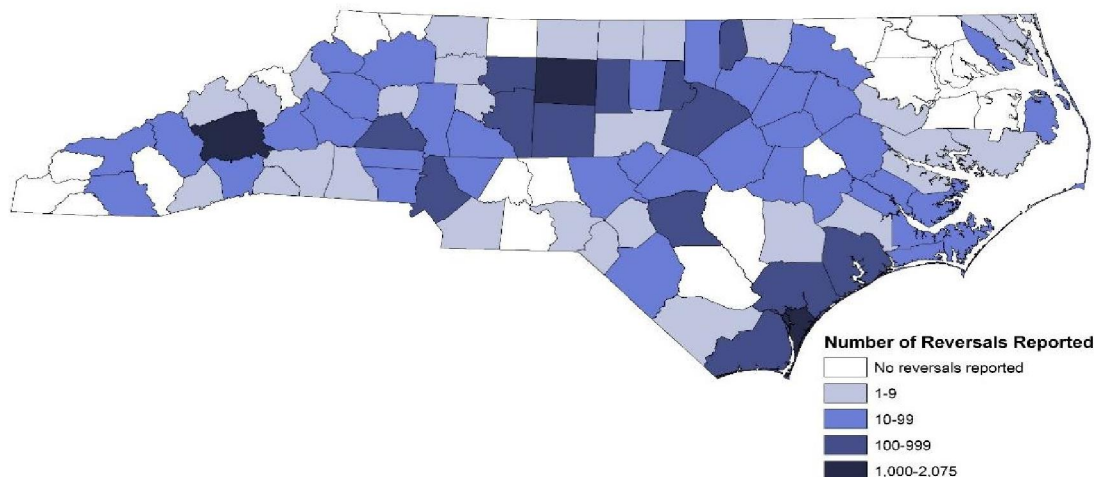 Number of Reversals Reported
No reversals reported
1-9
10-99
100-999
1,000-2,075